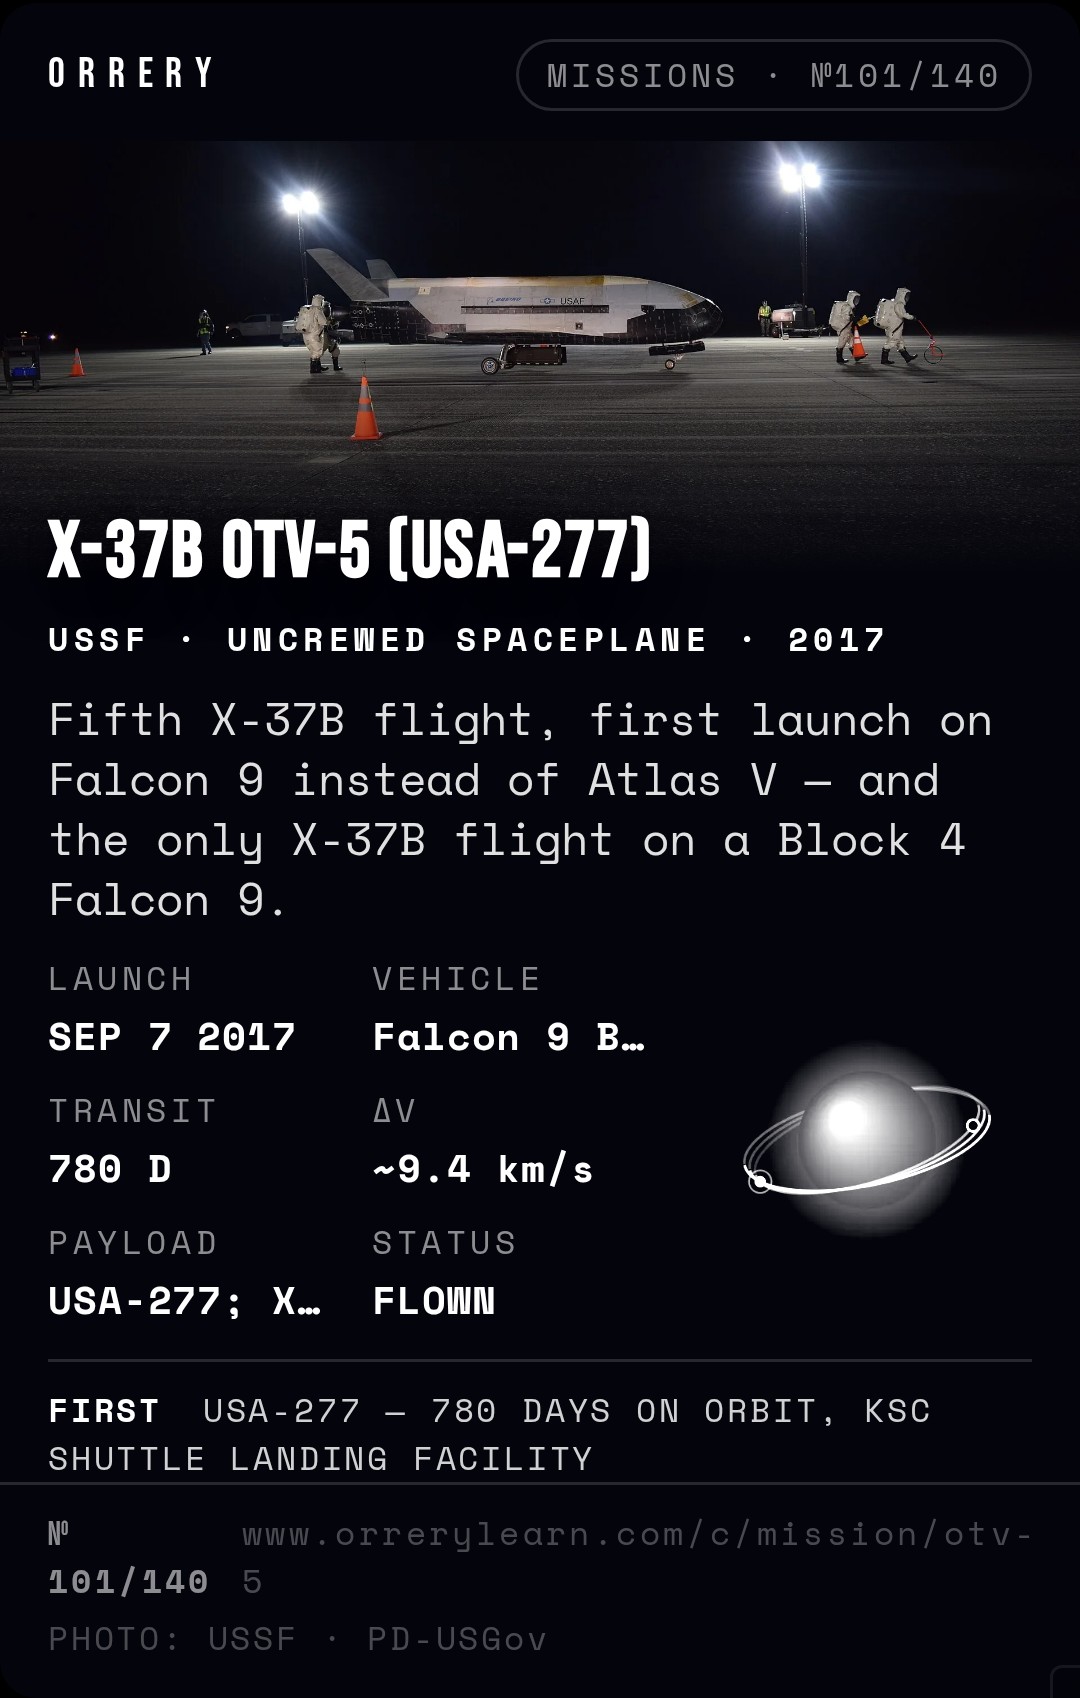 ORRERY
MISSIONS · №101/140
BOEING USAF
X-37B OTV-5 (USA-277)
USSF · UNCREWED SPACEPLANE · 2017
Fifth X-37B flight, first launch on
Falcon 9 instead of Atlas V — and
the only X-37B flight on a Block 4
Falcon 9.
LAUNCH VEHICLE
SEP 7 2017 Falcon 9 B…
TRANSIT ΔV
780 D ~9.4 km/s
PAYLOAD STATUS
USA-277; X… FLOWN
FIRST USA-277 — 780 DAYS ON ORBIT, KSC
SHUTTLE LANDING FACILITY
№ www.orrerylearn.com/c/mission/otv-
101/140 5
PHOTO: USSF · PD-USGov